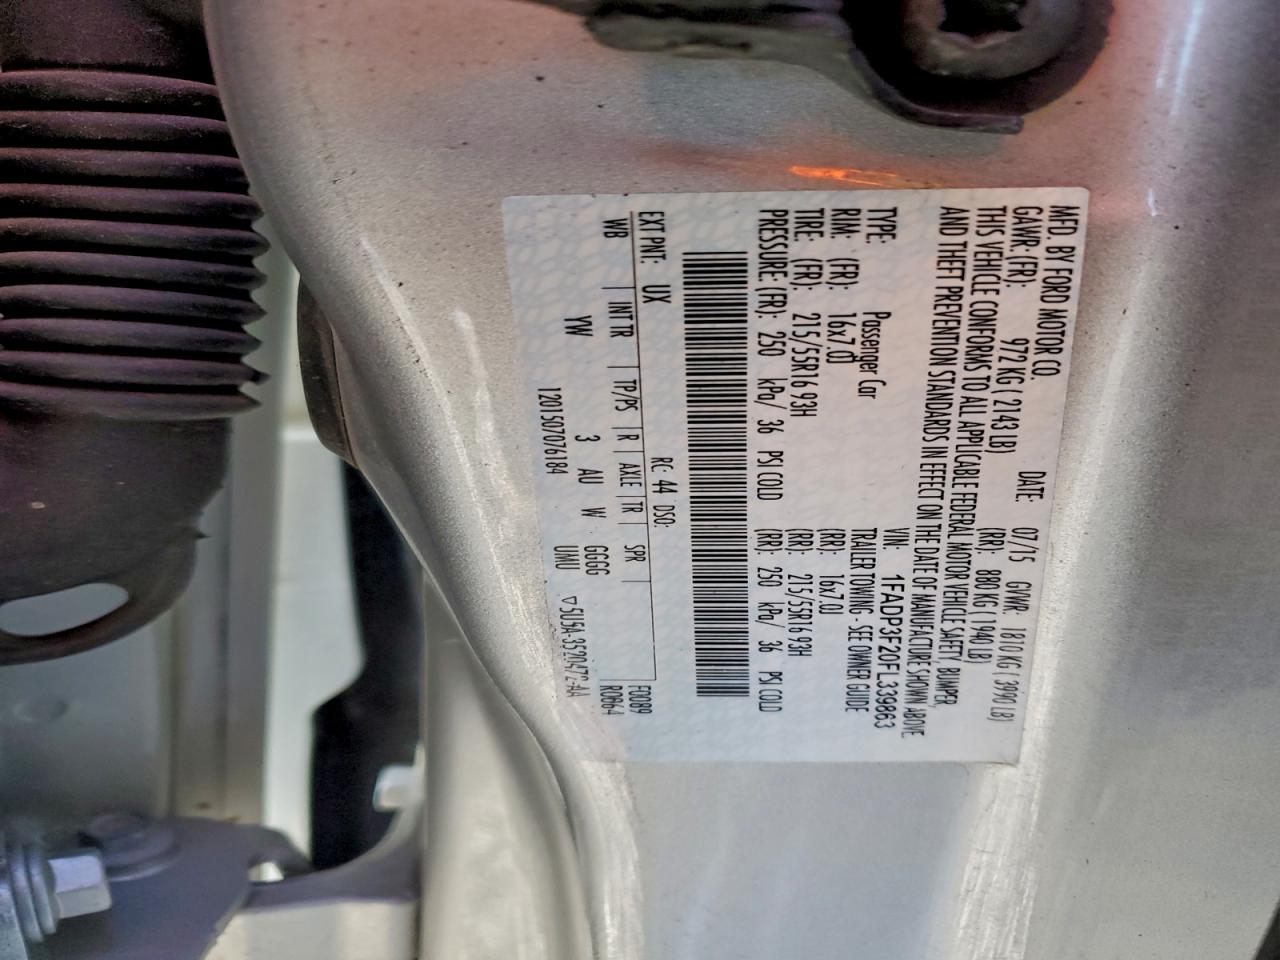 MFD. BY FORD MOTOR CO.
DATE: 07/15 GVWR: 1810 KG ( 3990 LB)
GAWR: (FR): 972 KG( 2143 LB) (RR): 880 KG( 1940 LB)
THIS VEHICLE CONFORMS TO ALL APPLICABLE FEDERAL MOTOR VEHICLE SAFETY, BUMPER,
AND THEFT PREVENTION STANDARDS IN EFFECT ON THE DATE OF MANUFACTURE SHOWN ABOVE.
VIN: 1FADP3F20FL339863
TYPE: Passenger Car TRAILER TOWING - SEE OWNER GUIDE
RIM: (FR): 16x7.0J (RR): 16x7.0J
TIRE: (FR): 215/55R16 93H (RR): 215/55R16 93H
PRESSURE: (FR): 250 kPa/ 36 PSI COLD (RR): 250 kPa/ 36 PSI COLD
EXT PNT: UX RC: 44 DSO: F0089
WB | INT TR | TP/PS | R | AXLE | TR | SPR | R0664
YW 3 AU W GGGG
1201507076184 UMU ▽5U5A-3520472-AA